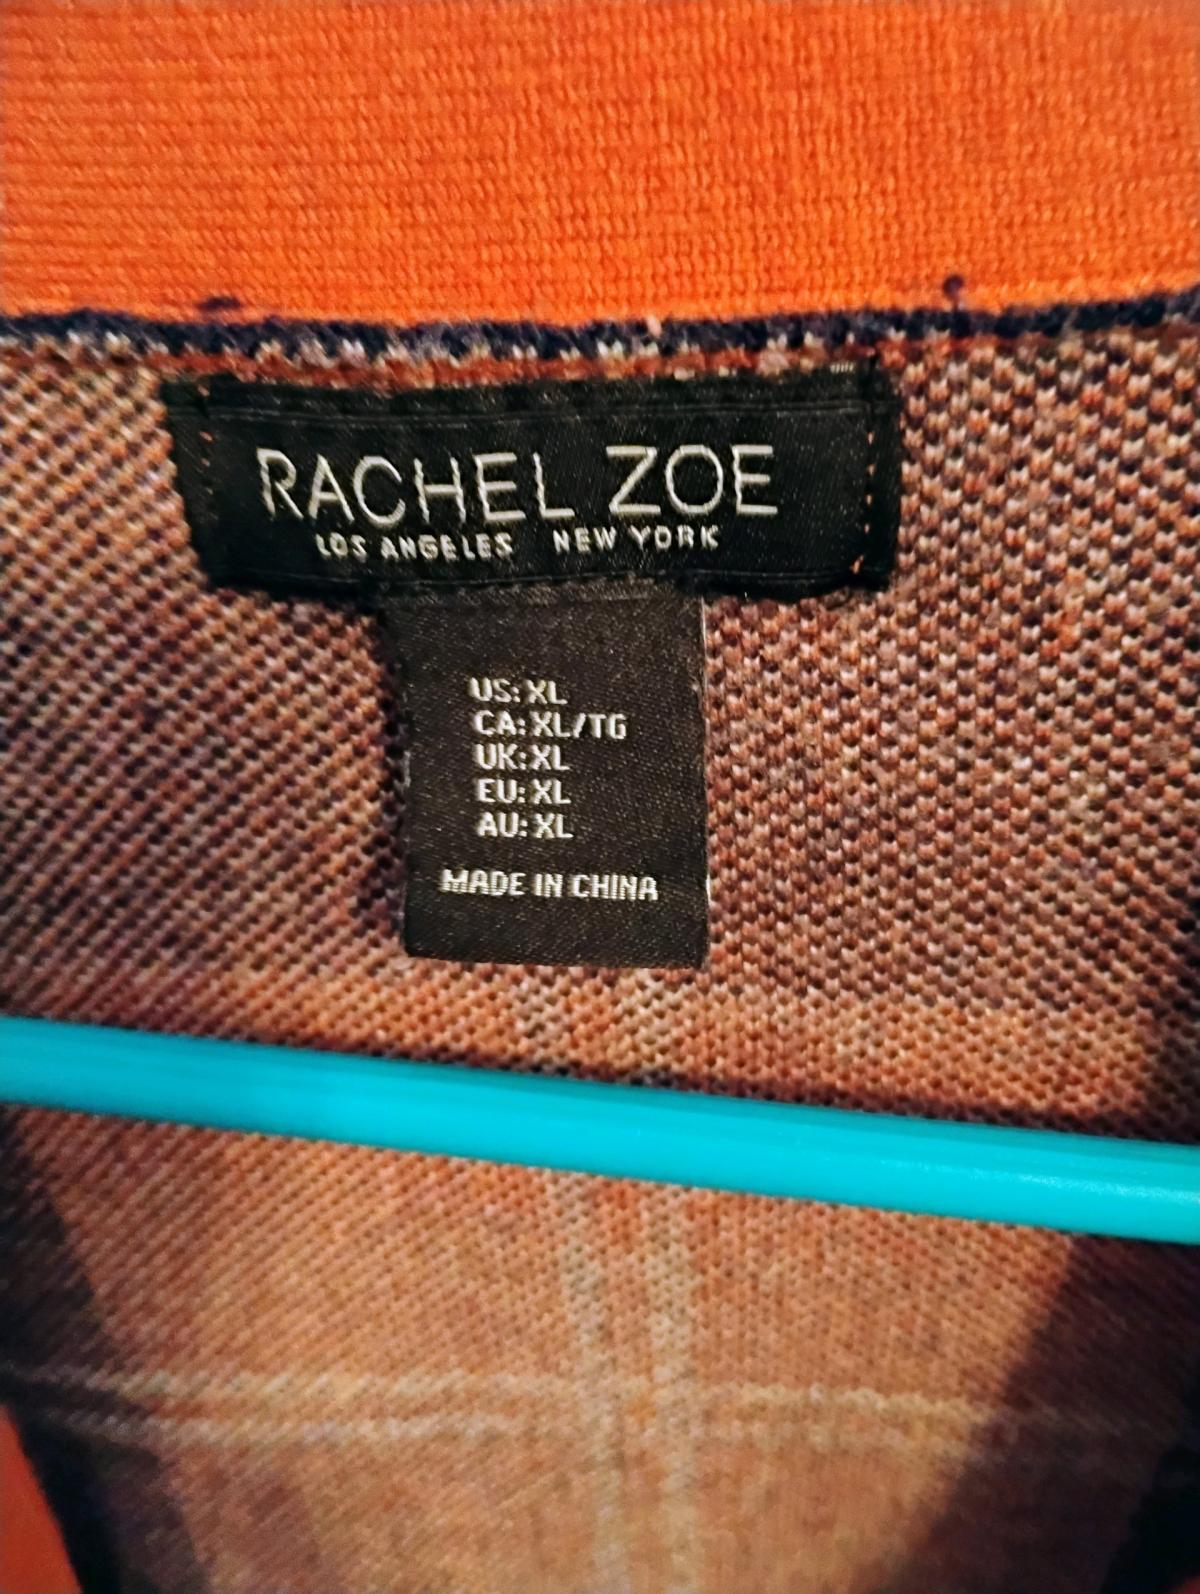 RACHEL ZOE
LOS ANGELES NEW YORK
US: XL
CA: XL/TG
UK: XL
EU: XL
AU: XL
MADE IN CHINA